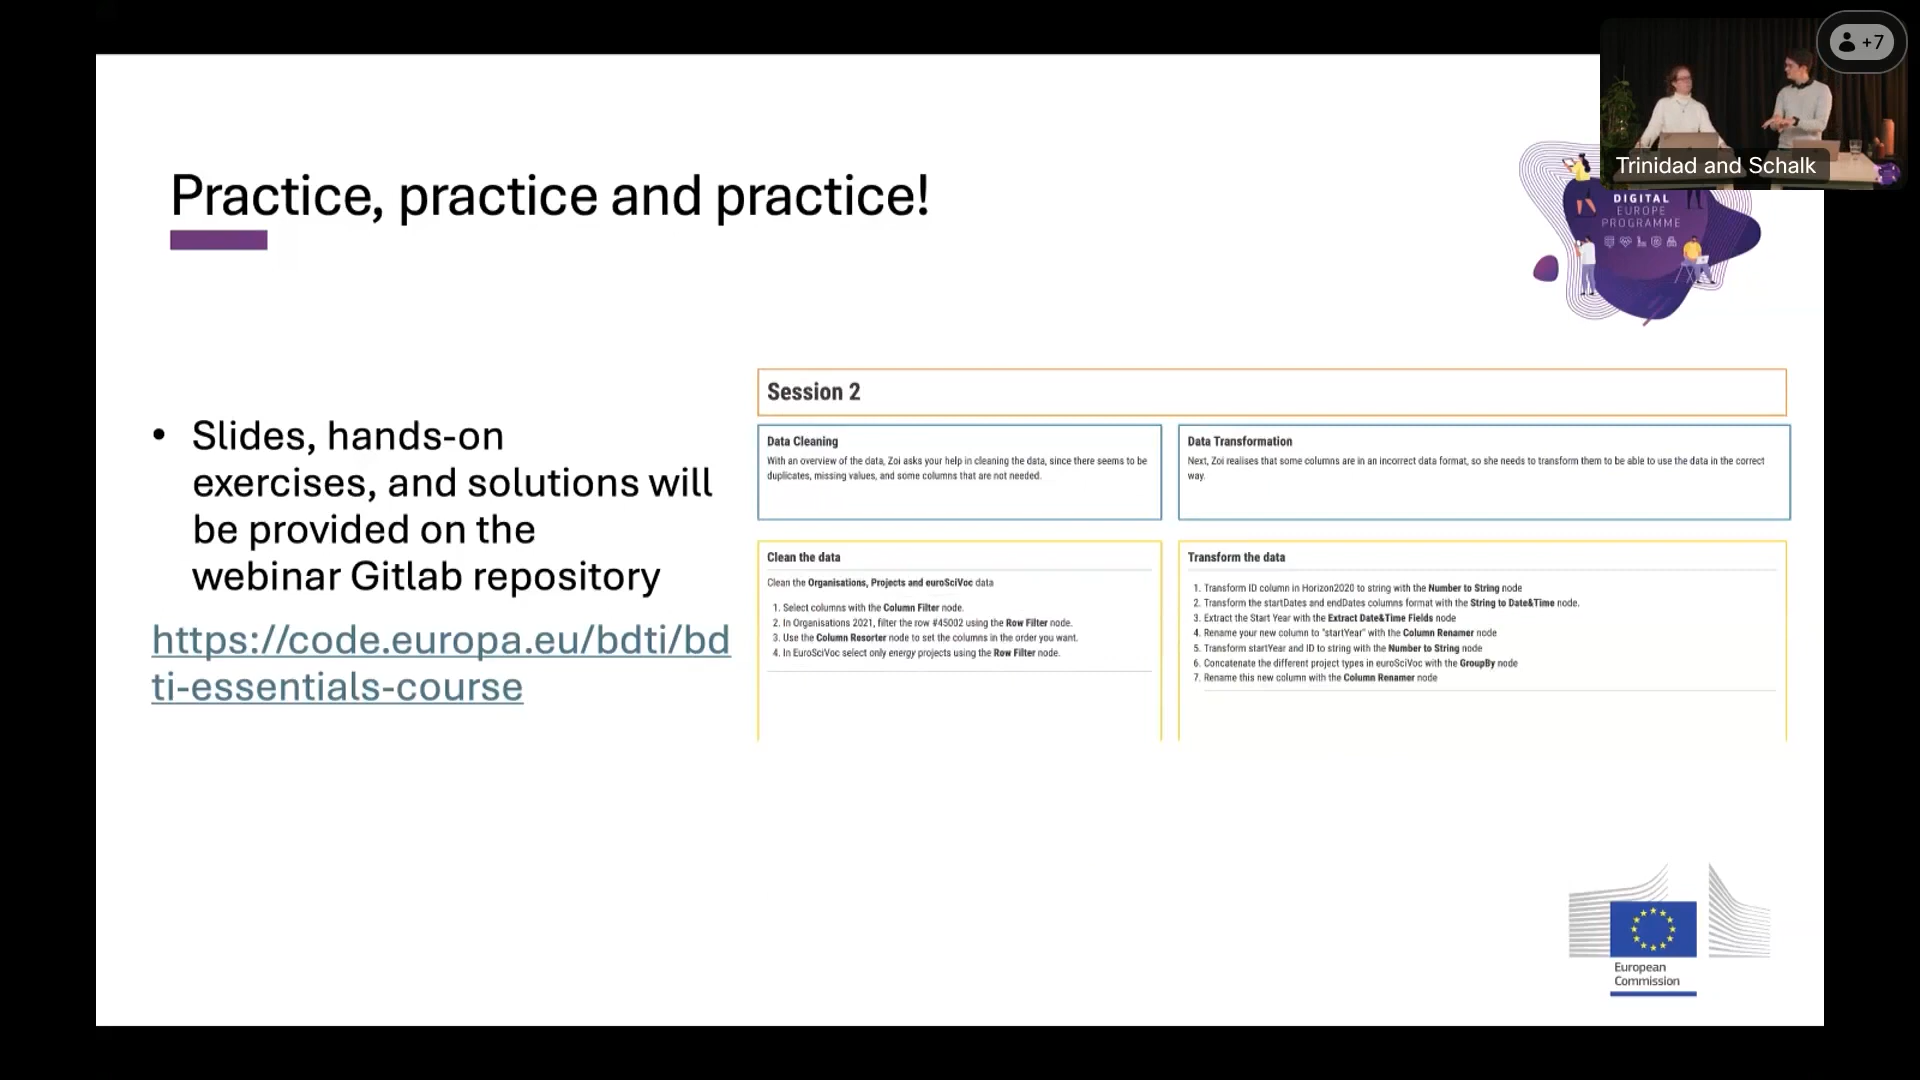 +7
Trinidad and Schalk
DIGITAL
EUROPE
PROGRAMME
Practice, practice and practice!
• Slides, hands-on
exercises, and solutions will
be provided on the
webinar Gitlab repository
https://code.europa.eu/bdti/bd
ti-essentials-course
Session 2
Data Cleaning
With an overview of the data, Zoi asks your help in cleaning the data, since there seems to be
duplicates, missing values, and some columns that are not needed.
Data Transformation
Next, Zoi realises that some columns are in an incorrect data format, so she needs to transform them to be able to use the data in the correct
way.
Clean the data
Clean the Organisations, Projects and euroSciVoc data
1. Select columns with the Column Filter node.
2. In Organisations 2021, filter the row #45002 using the Row Filter node.
3. Use the Column Resorter node to set the columns in the order you want.
4. In EuroSciVoc select only energy projects using the Row Filter node.
Transform the data
1. Transform ID column in Horizon2020 to string with the Number to String node
2. Transform the startDates and endDates columns format with the String to Date&Time node.
3. Extract the Start Year with the Extract Date&Time Fields node
4. Rename your new column to "startYear" with the Column Renamer node
5. Transform startYear and ID to string with the Number to String node
6. Concatenate the different project types in euroSciVoc with the GroupBy node
7. Rename this new column with the Column Renamer node
European
Commission